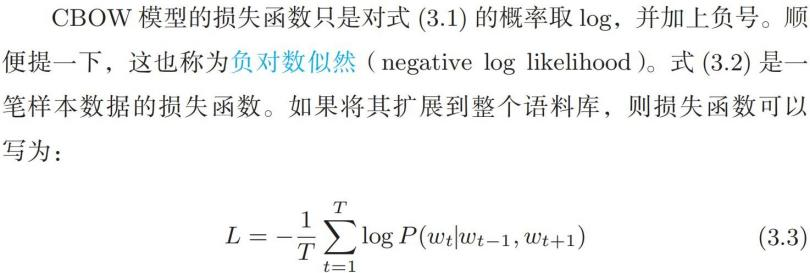 CBOW 模型的损失函数只是对式 (3.1) 的概率取 log，并加上负号。顺
便提一下，这也称为负对数似然（negative log likelihood）。式 (3.2) 是一
笔样本数据的损失函数。如果将其扩展到整个语料库，则损失函数可以
写为：
L = −\frac{1}{T} \sum_{t=1}^{T} \log P(w_t|w_{t−1}, w_{t+1}) (3.3)